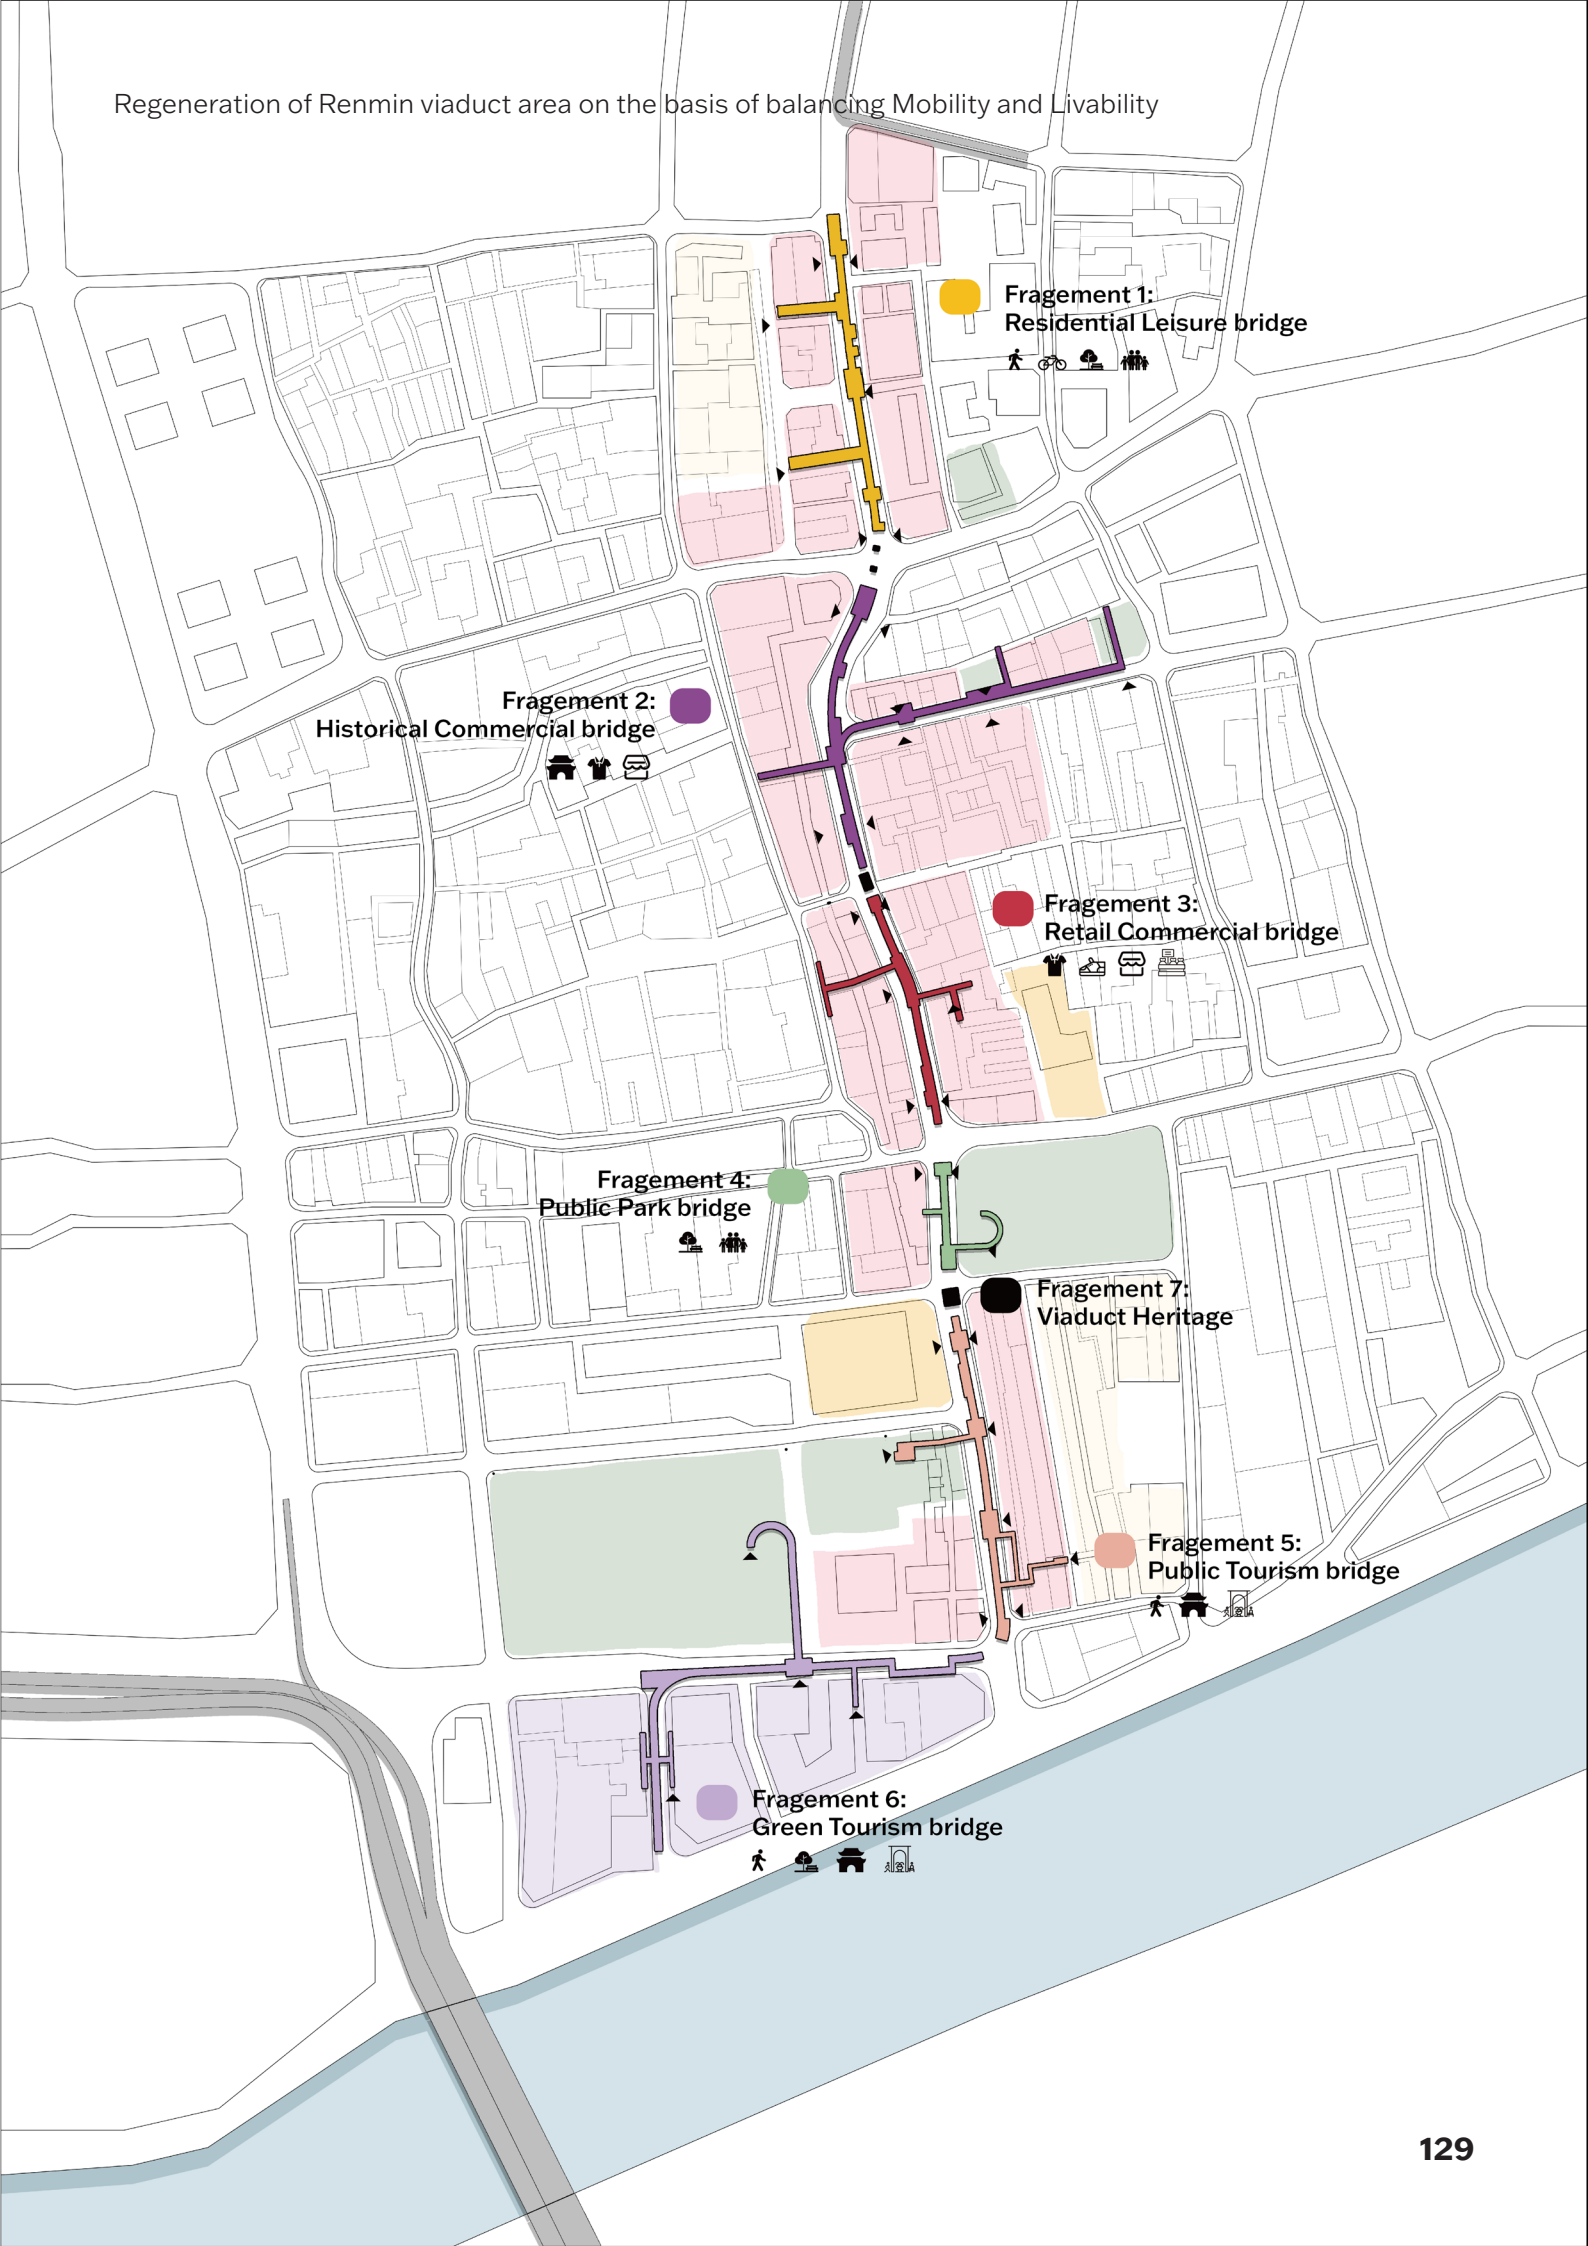 Regeneration of Renmin viaduct area on the basis of balancing Mobility and Livability
Fragement 1:
Residential Leisure bridge
Fragement 2:
Historical Commercial bridge
Fragement 3:
Retail Commercial bridge
Fragement 4:
Public Park bridge
Fragement 7:
Viaduct Heritage
Fragement 5:
Public Tourism bridge
Fragement 6:
Green Tourism bridge
129